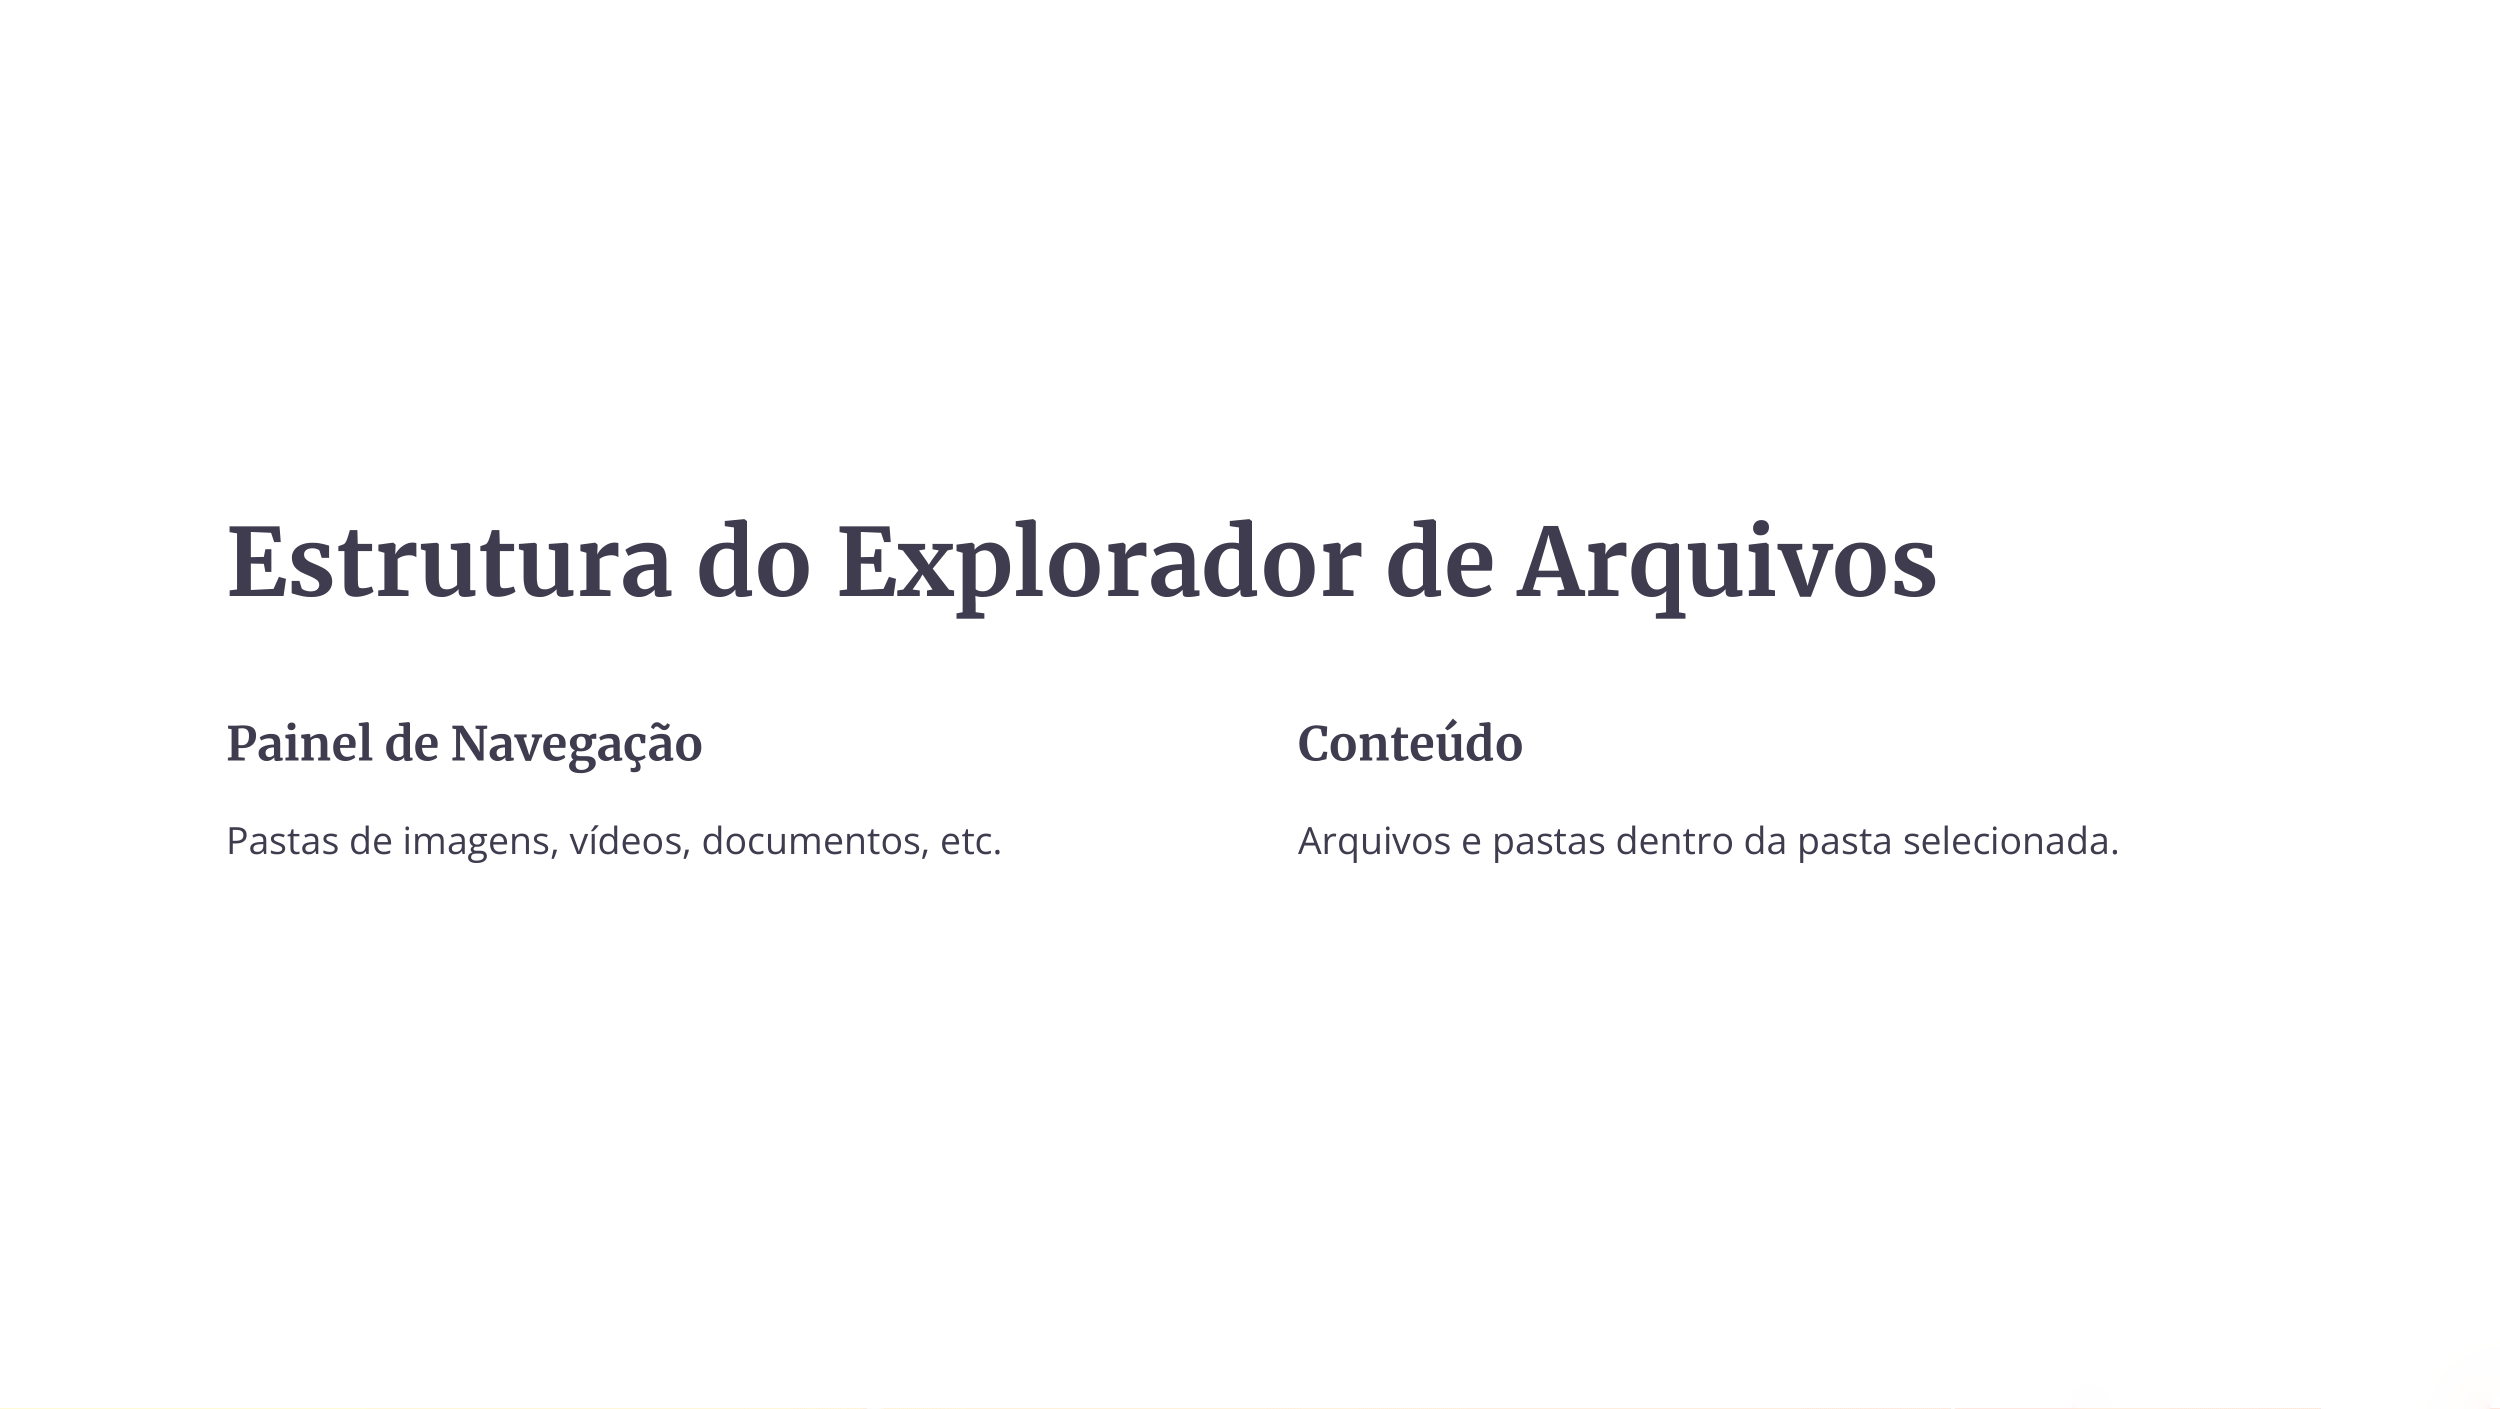 Estrutura do Explorador de Arquivos
Painel de Navegação
Pastas de imagens, vídeos, documentos, etc.
Conteúdo
Arquivos e pastas dentro da pasta selecionada.